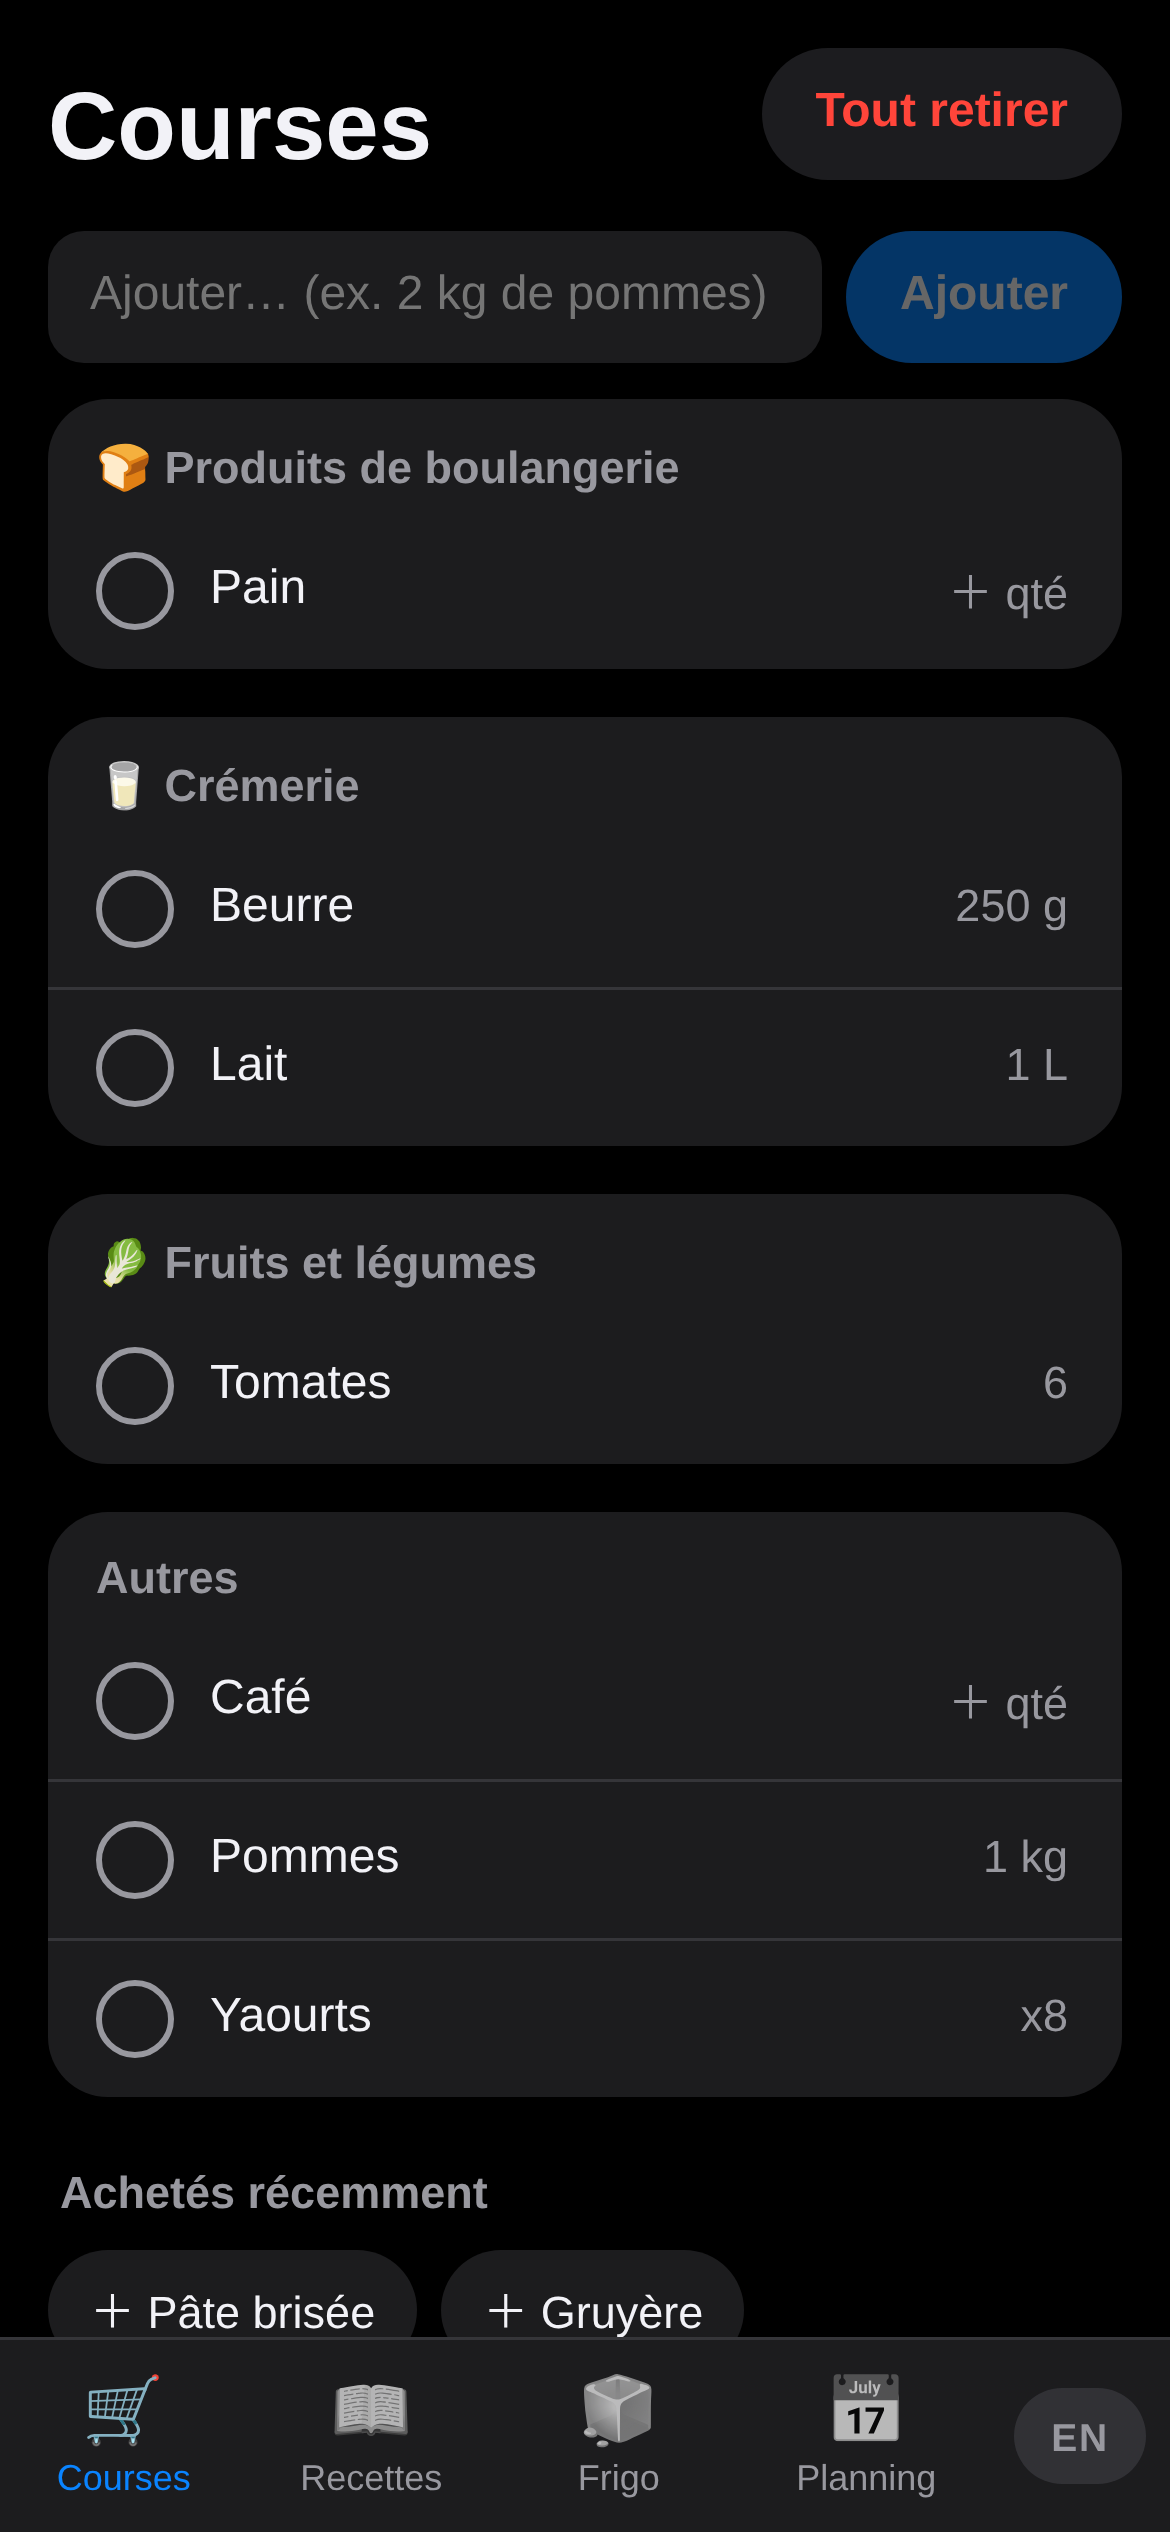 Courses
Tout retirer
Ajouter… (ex. 2 kg de pommes)
Ajouter
🍞 Produits de boulangerie
Pain
+ qté
🥛 Crémerie
Beurre
250 g
Lait
1 L
🥬 Fruits et légumes
Tomates
6
Autres
Café
+ qté
Pommes
1 kg
Yaourts
x8
Achetés récemment
+ Pâte brisée
+ Gruyère
July
17
Courses
Recettes
Frigo
Planning
EN